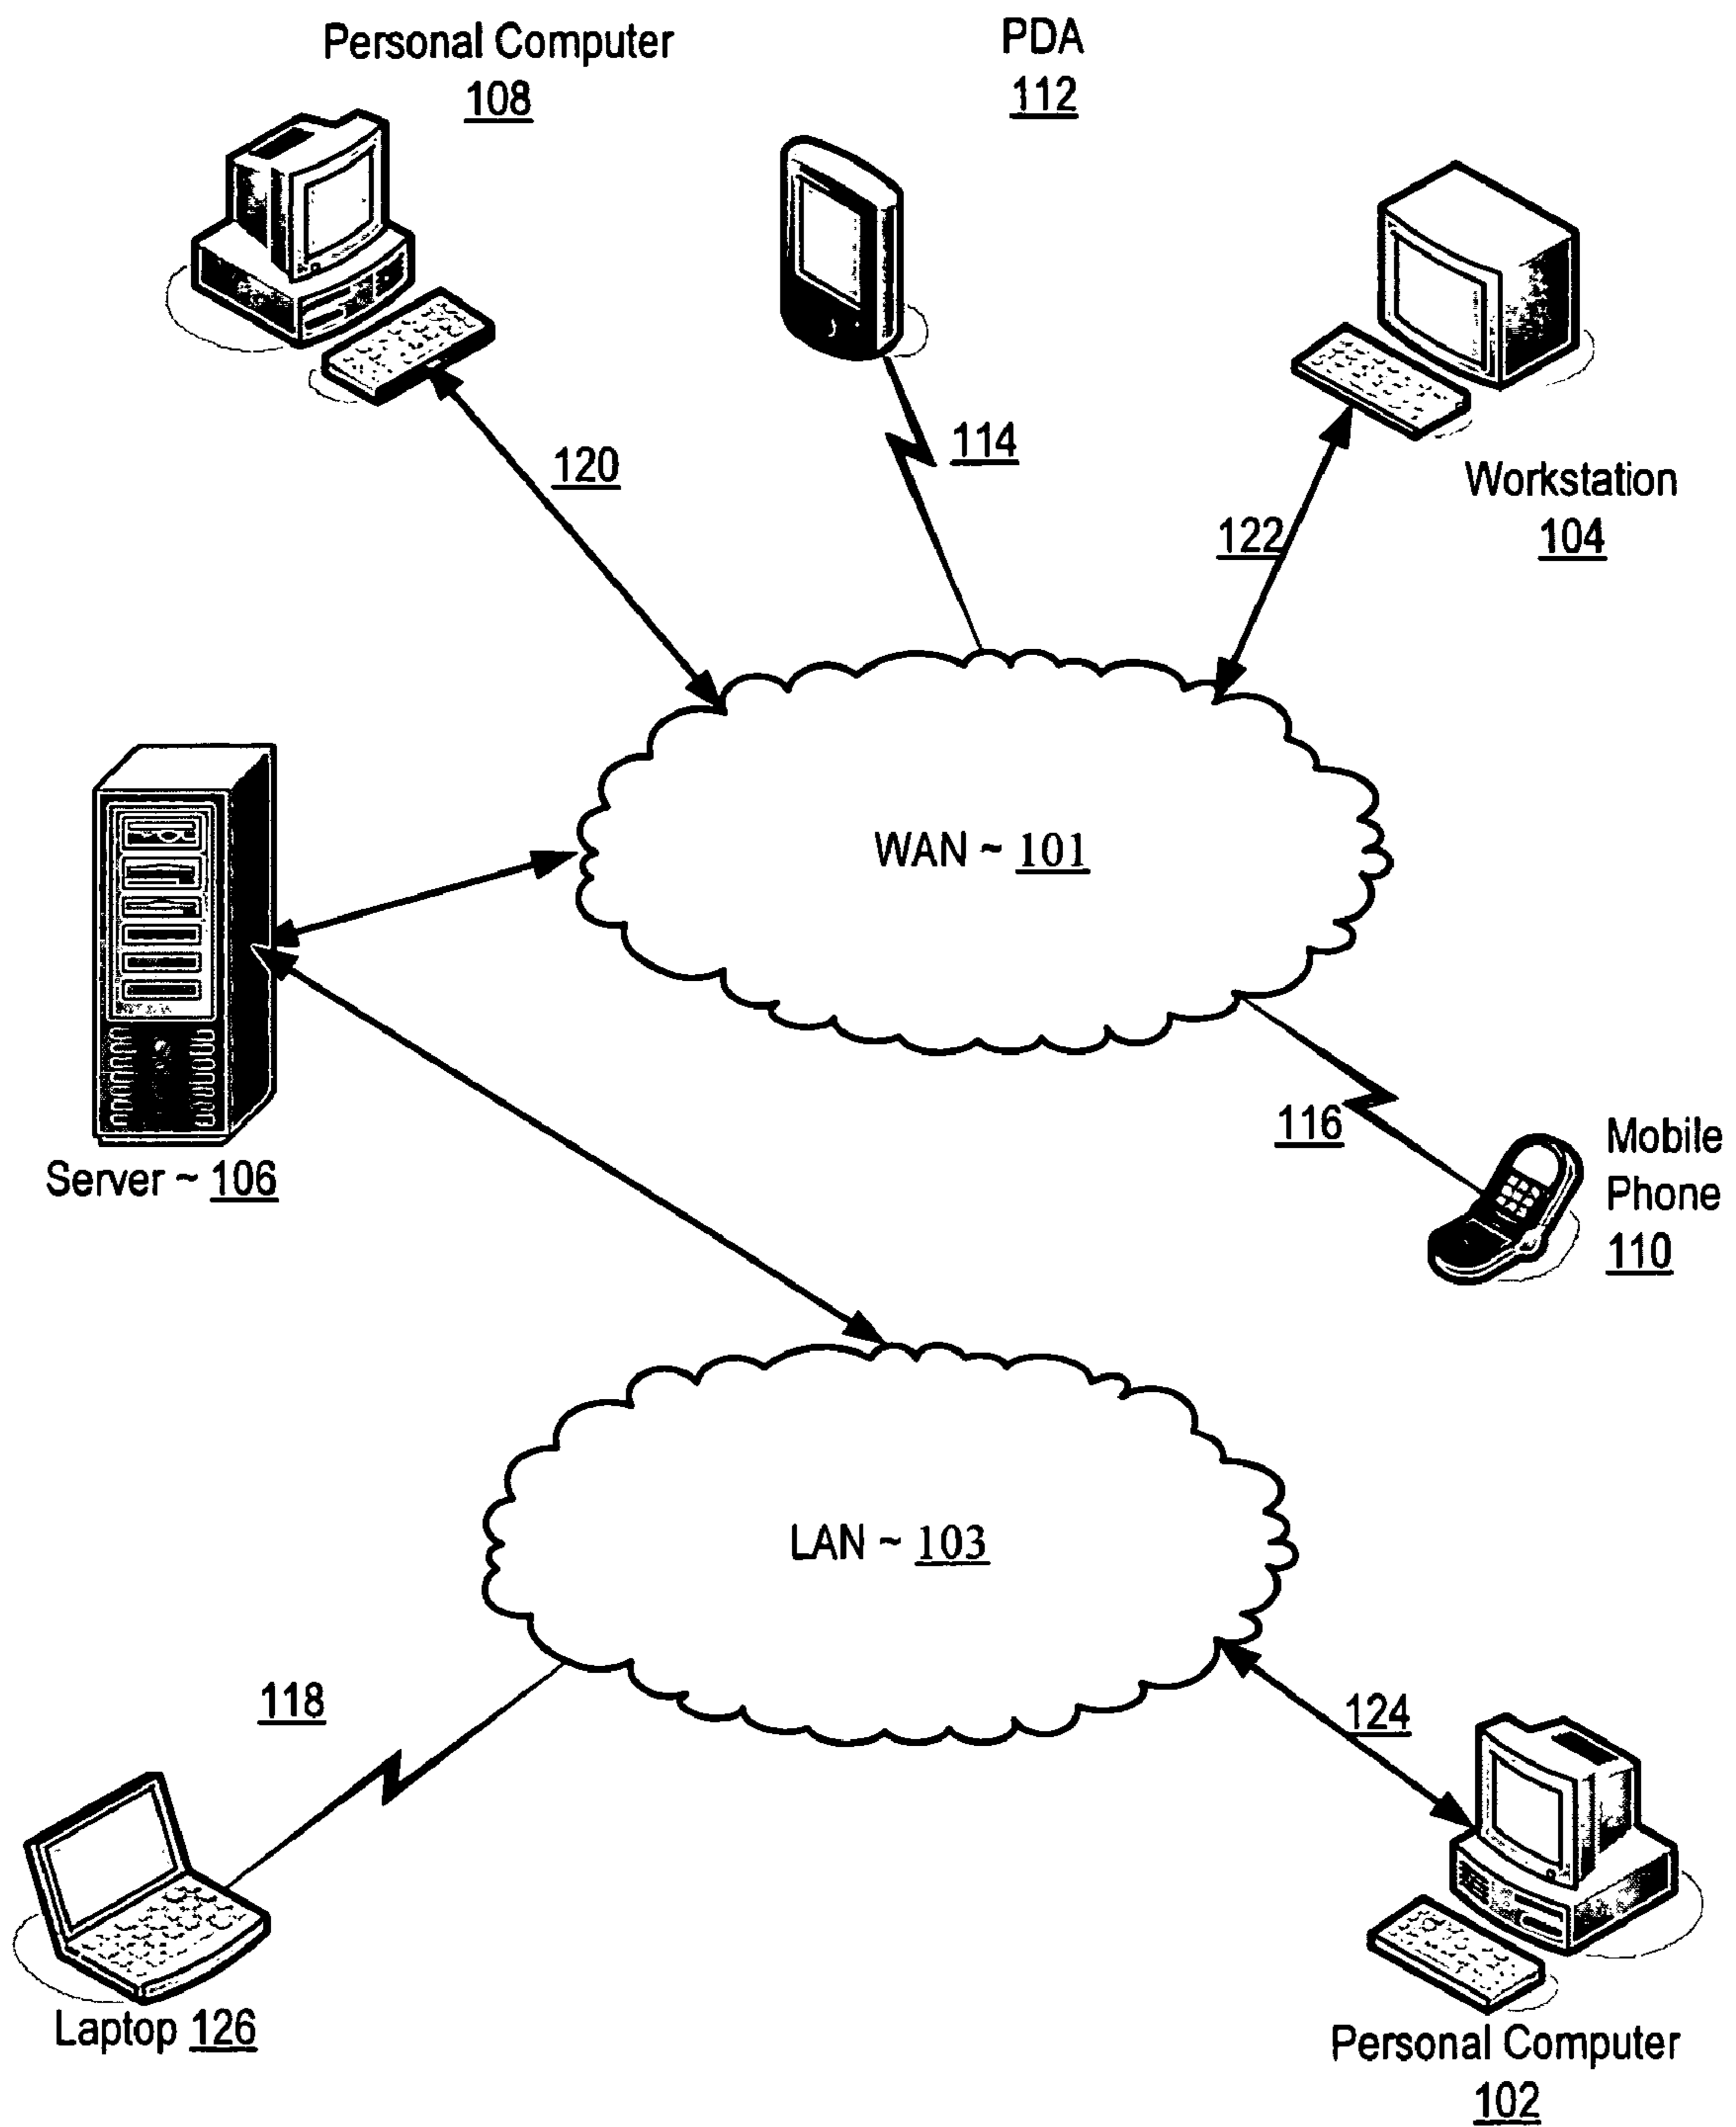 Personal Computer
108
PDA
112
120
114
122
Workstation
104
WAN ~ 101
Server ~ 106
116
Mobile
Phone
110
LAN ~ 103
118
124
Laptop 126
Personal Computer
102